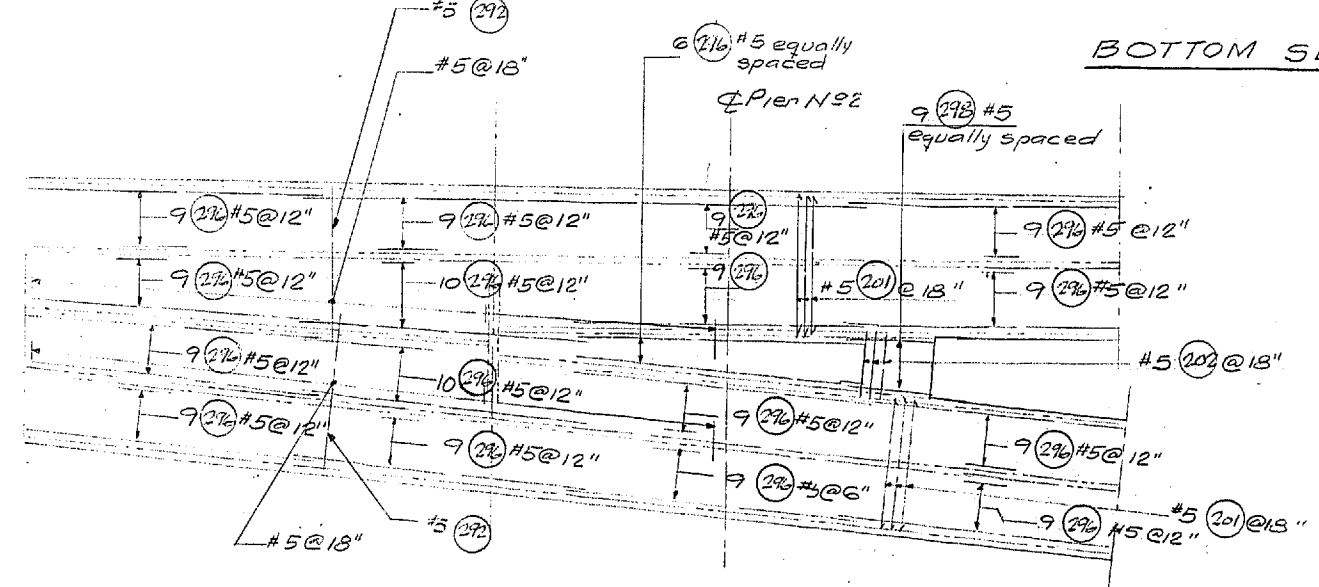 #5 (292)
#5@18"
6 (296) #5 equally
spaced
BOTTOM
℄ Pier Nº2
9 (298) #5
equally spaced
9 (296) #5@12"
9 (296) #5@12"
9 (296)
#5@12"
9 (296) #5@12"
9 (296) #5@12"
10 (296) #5@12"
9 (296)
#5 (201) @ 18"
9 (296) #5@12"
9 (296) #5@12"
10 (296) #5@12"
#5 (202) @ 18"
9 (296) #5@12"
9 (296) #5@12"
9 (296) #5@12"
9 (296) #5@12"
9 (296) #5@6"
9 (296) #5@12"
#5 (201) @18"
#5@18"
#5 (292)